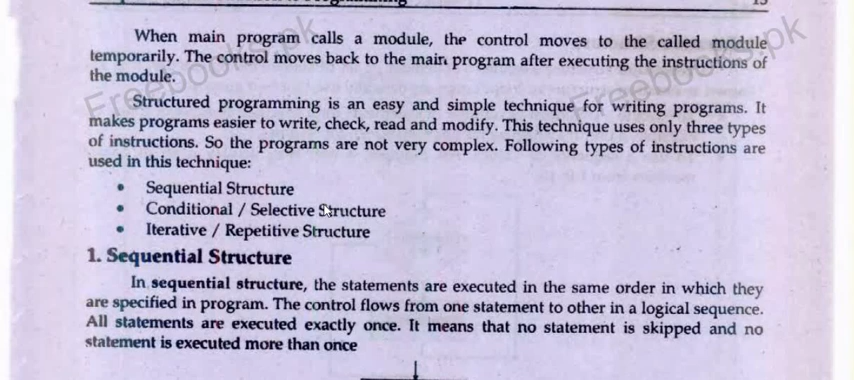 15
When main program calls a module, the control moves to the called module
temporarily. The control moves back to the main program after executing the instructions of
the module.
Structured programming is an easy and simple technique for writing programs. It
makes programs easier to write, check, read and modify. This technique uses only three types
of instructions. So the programs are not very complex. Following types of instructions are
used in this technique:
• Sequential Structure
• Conditional / Selective Structure
• Iterative / Repetitive Structure
1. Sequential Structure
In sequential structure, the statements are executed in the same order in which they
are specified in program. The control flows from one statement to other in a logical sequence.
All statements are executed exactly once. It means that no statement is skipped and no
statement is executed more than once
Freebooks.pk
Freebooks.pk